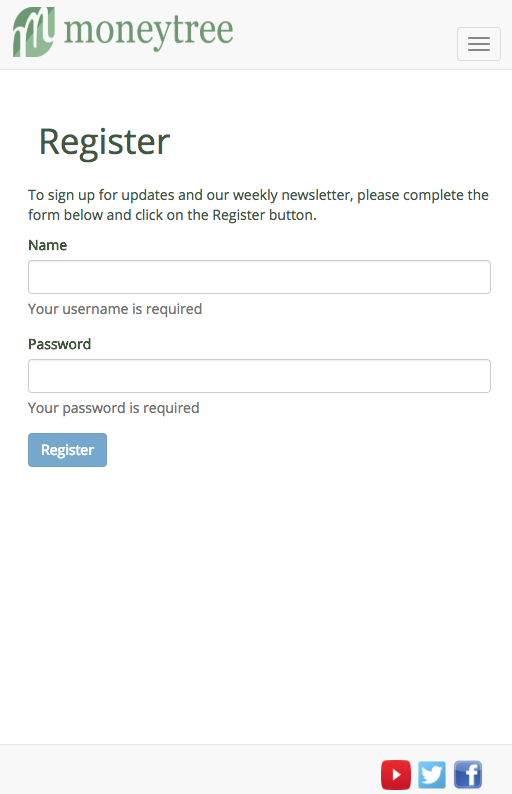 moneytree
Register
To sign up for updates and our weekly newsletter, please complete the
form below and click on the Register button.
Name
Your username is required
Password
Your password is required
Register